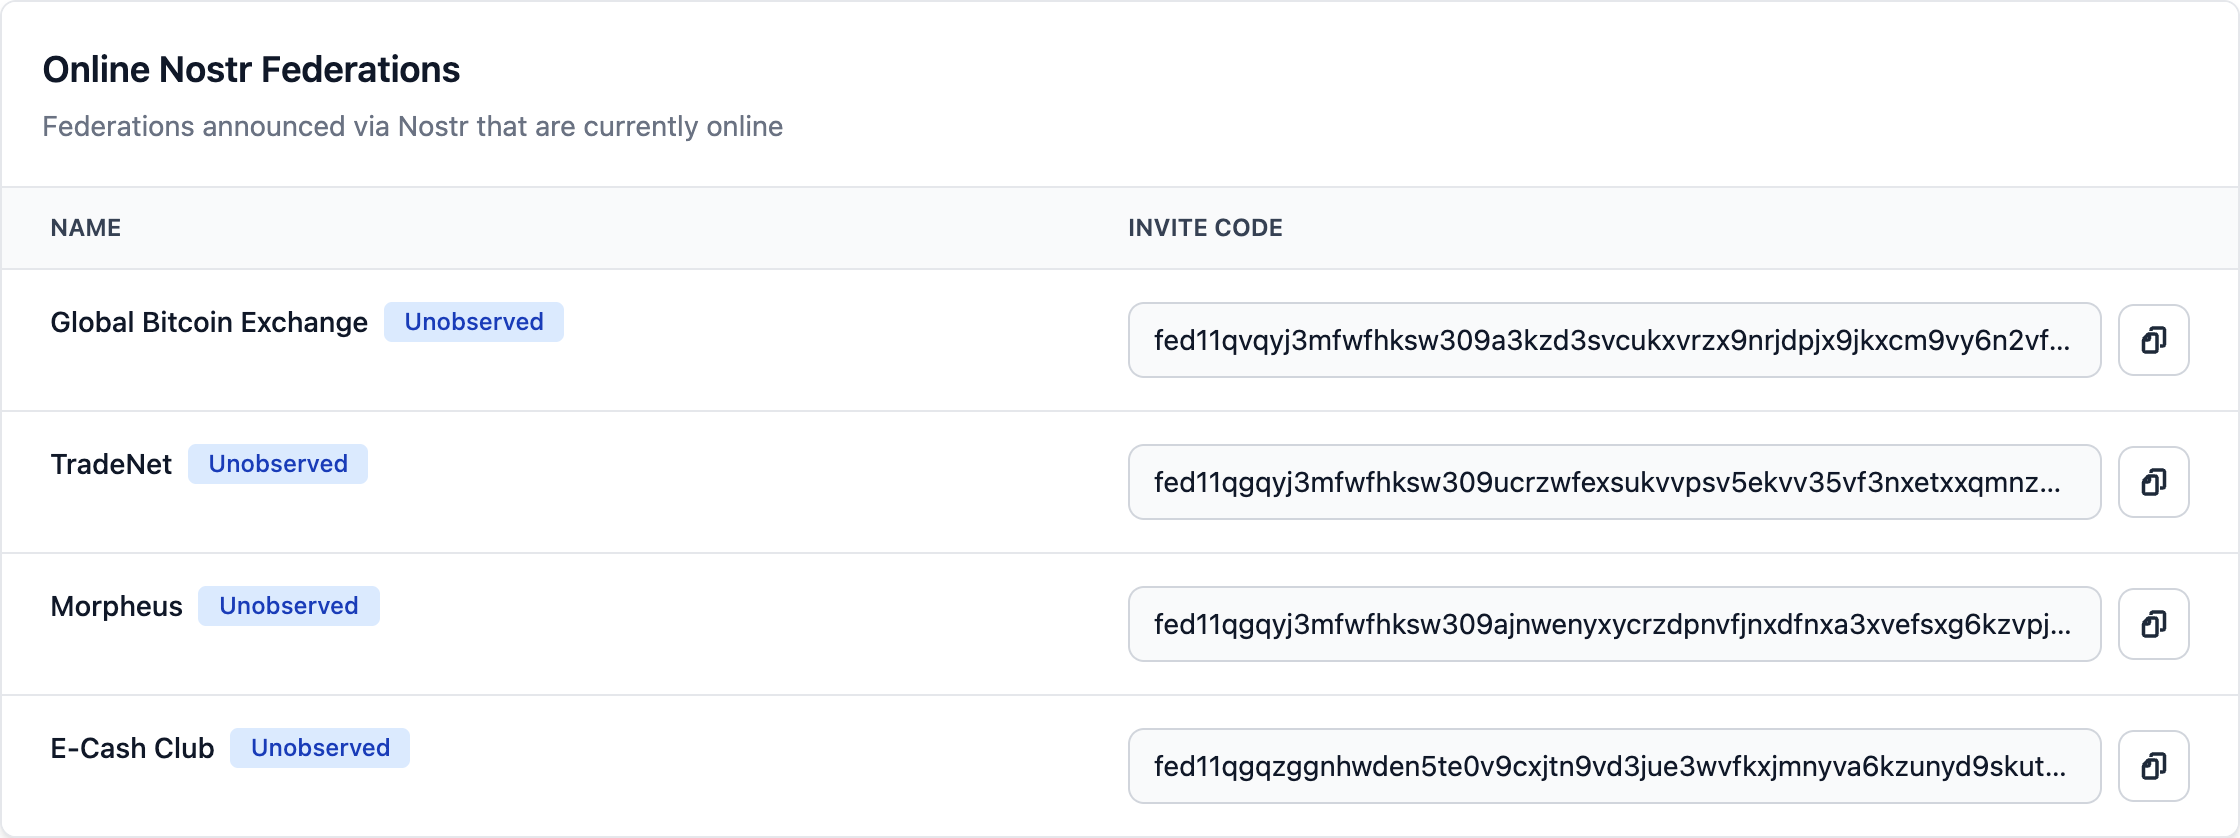 Online Nostr Federations
Federations announced via Nostr that are currently online
NAME INVITE CODE
Global Bitcoin Exchange Unobserved fed11qvqyj3mfwfhksw309a3kzd3svcukxvrzx9nrjdpjx9jkxcm9vy6n2vf...
TradeNet Unobserved fed11qgqyj3mfwfhksw309ucrzwfexsukvvpsv5ekvv35vf3nxetxxqmnz...
Morpheus Unobserved fed11qgqyj3mfwfhksw309ajnwenyxycrzdpnvfjnxdfnxa3xvefsxg6kzvpj...
E-Cash Club Unobserved fed11qgqzggnhwden5te0v9cxjtn9vd3jue3wvfkxjmnyva6kzunyd9skut...